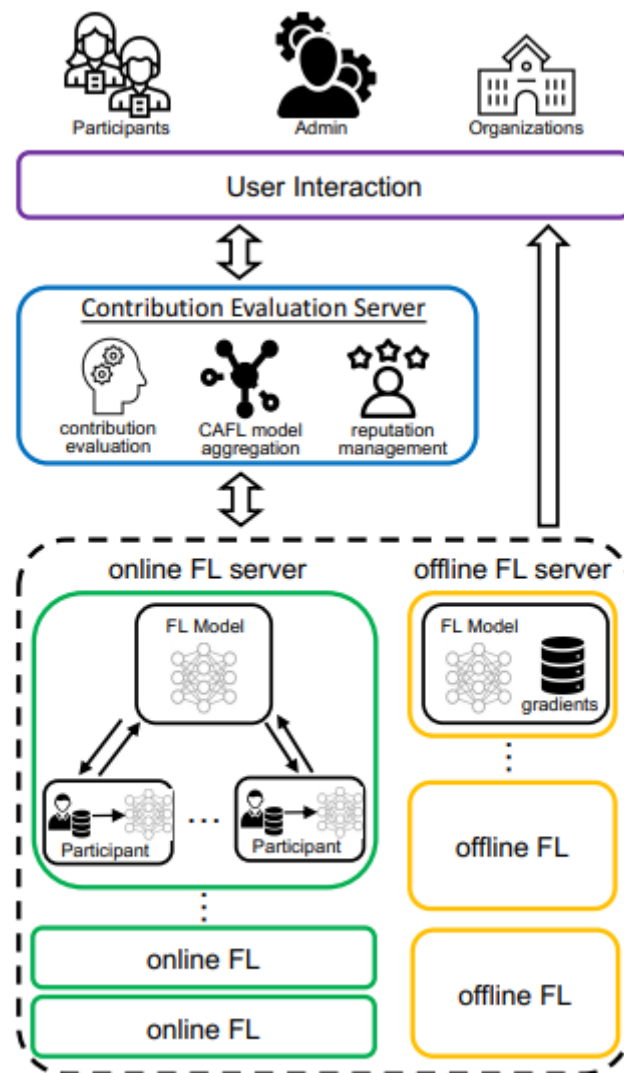 Participants
Admin
Organizations
User Interaction
Contribution Evaluation Server
contribution
evaluation
CAFL model
aggregation
reputation
management
online FL server
offline FL server
FL Model
Participant
...
Participant
online FL
online FL
FL Model
gradients
offline FL
offline FL